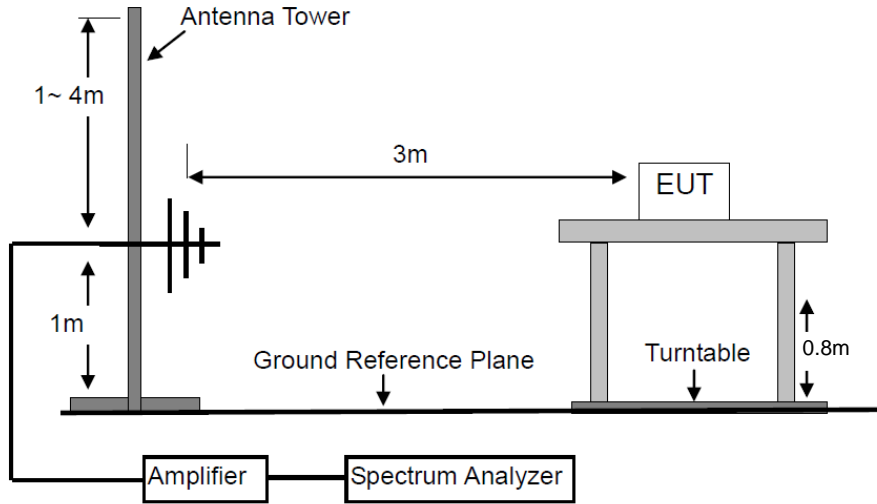 Antenna Tower
1~ 4m
3m
EUT
1m
0.8m
Ground Reference Plane
Turntable
Amplifier
Spectrum Analyzer